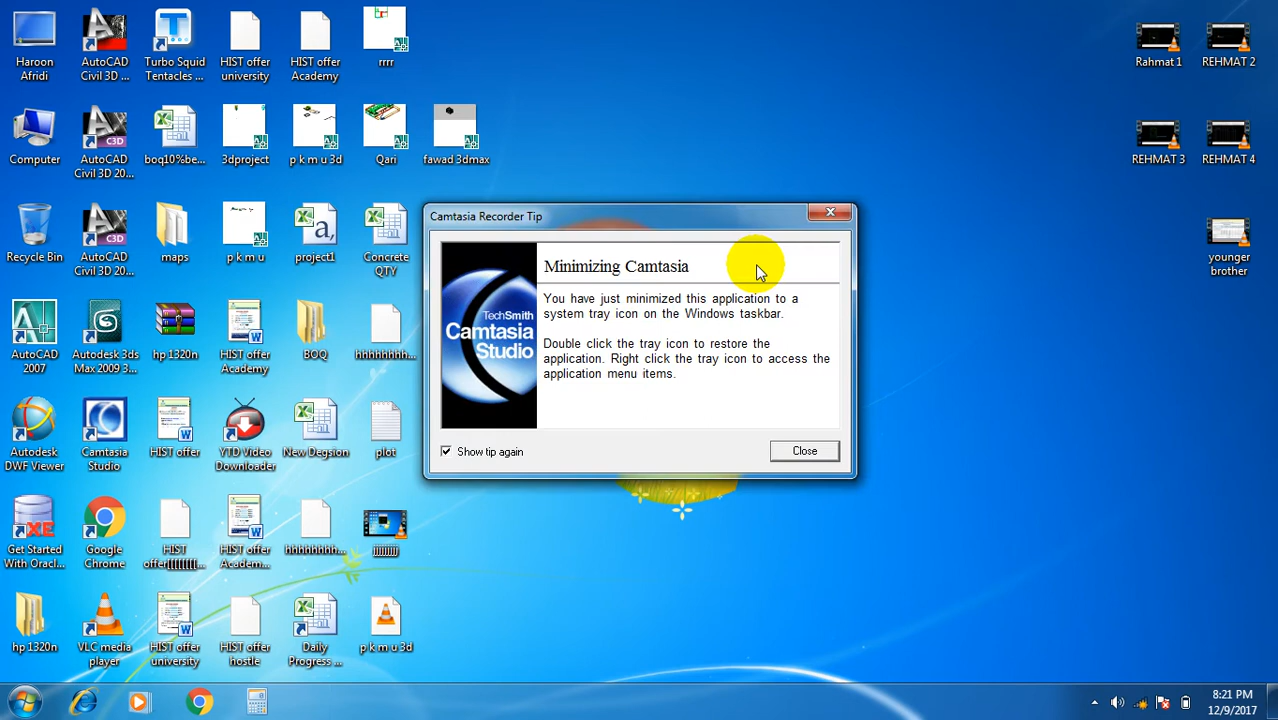 Haroon
Afridi
AutoCAD
Civil 3D ...
Turbo Squid
Tentacles ...
HIST offer
university
HIST offer
Academy
rrrr
Computer
AutoCAD
Civil 3D 20...
boq10%be...
3dproject
p k m u 3d
Qari
fawad 3dmax
Recycle Bin
AutoCAD
Civil 3D 20...
maps
p k m u
project1
Concrete
QTY
AutoCAD
2007
Autodesk 3ds
Max 2009 3...
hp 1320n
HIST offer
Academy
BOQ
hhhhhhhh...
Autodesk
DWF Viewer
Camtasia
Studio
HIST offer
YTD Video
Downloader
New Degsion
plot
Get Started
With Oracl...
Google
Chrome
HIST
offer[[[[[[[[...
HIST offer
Academ...
hhhhhhhhh...
jjjjjjjj
hp 1320n
VLC media
player
HIST offer
university
HIST offer
hostle
Daily
Progress ...
p k m u 3d
Rahmat 1
REHMAT 2
REHMAT 3
REHMAT 4
younger
brother
Camtasia Recorder Tip
TechSmith
Camtasia
Studio
Minimizing Camtasia
You have just minimized this application to a
system tray icon on the Windows taskbar.
Double click the tray icon to restore the
application. Right click the tray icon to access the
application menu items.
Show tip again
Close
8:21 PM
12/9/2017